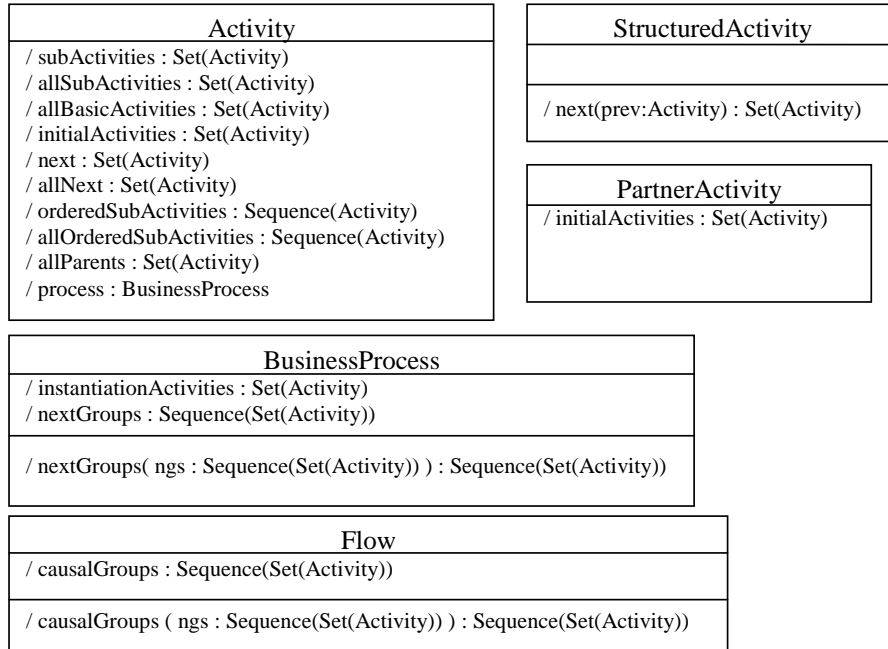 Activity
/ subActivities : Set(Activity)
/ allSubActivities : Set(Activity)
/ allBasicActivities : Set(Activity)
/ initialActivities : Set(Activity)
/ next : Set(Activity)
/ allNext : Set(Activity)
/ orderedSubActivities : Sequence(Activity)
/ allOrderedSubActivities : Sequence(Activity)
/ allParents : Set(Activity)
/ process : BusinessProcess
StructuredActivity
/ next(prev:Activity) : Set(Activity)
PartnerActivity
/ initialActivities : Set(Activity)
BusinessProcess
/ instantiationActivities : Set(Activity)
/ nextGroups : Sequence(Set(Activity))
/ nextGroups( ngs : Sequence(Set(Activity)) ) : Sequence(Set(Activity))
Flow
/ causalGroups : Sequence(Set(Activity))
/ causalGroups ( ngs : Sequence(Set(Activity)) ) : Sequence(Set(Activity))